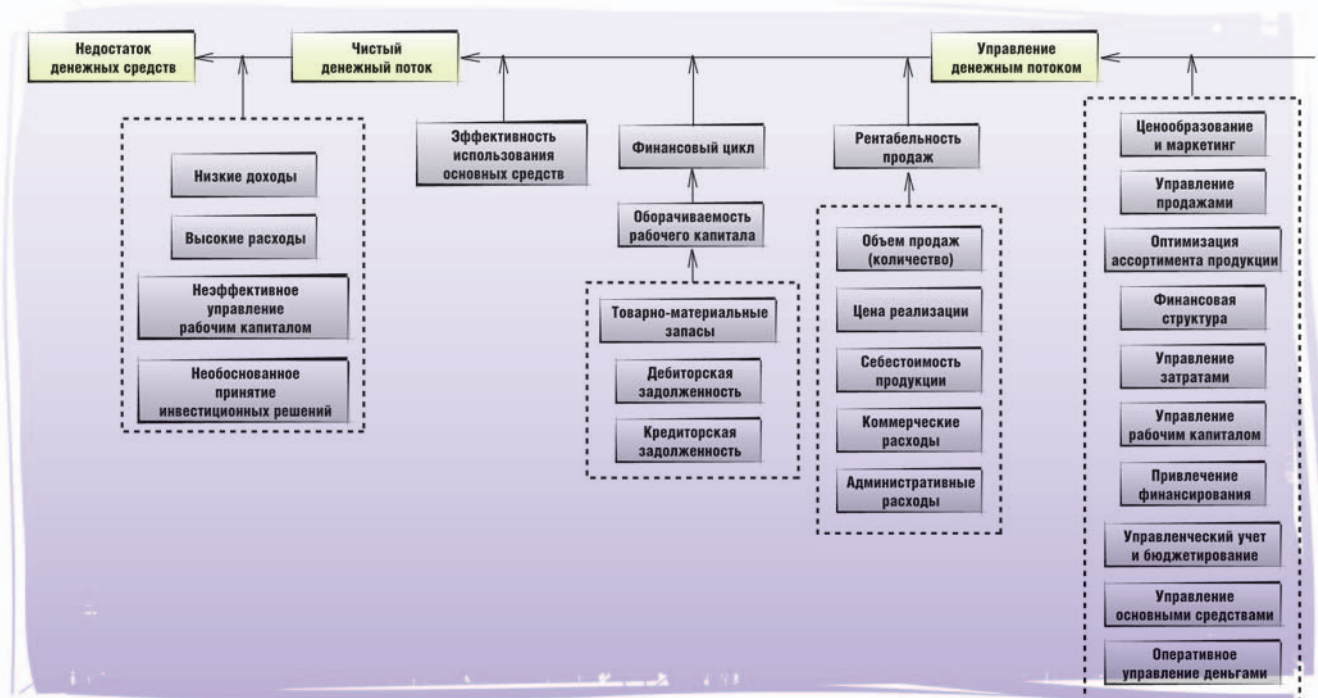 Недостаток
денежных средств
Чистый
денежный поток
Управление
денежным потоком
Низкие доходы
Высокие расходы
Неэффективное
управление
рабочим капиталом
Необоснованное
принятие
инвестиционных решений
Эффективность
использования
основных средств
Финансовый цикл
Оборачиваемость
рабочего капитала
Товарно-материальные
запасы
Дебиторская
задолженность
Кредиторская
задолженность
Рентабельность
продаж
Объем продаж
(количество)
Цена реализации
Себестоимость
продукции
Коммерческие
расходы
Административные
расходы
Ценообразование
и маркетинг
Управление
продажами
Оптимизация
ассортимента продукции
Финансовая
структура
Управление
затратами
Управление
рабочим капиталом
Привлечение
финансирования
Управленческий учет
и бюджетирование
Управление
основными средствами
Оперативное
управление деньгами